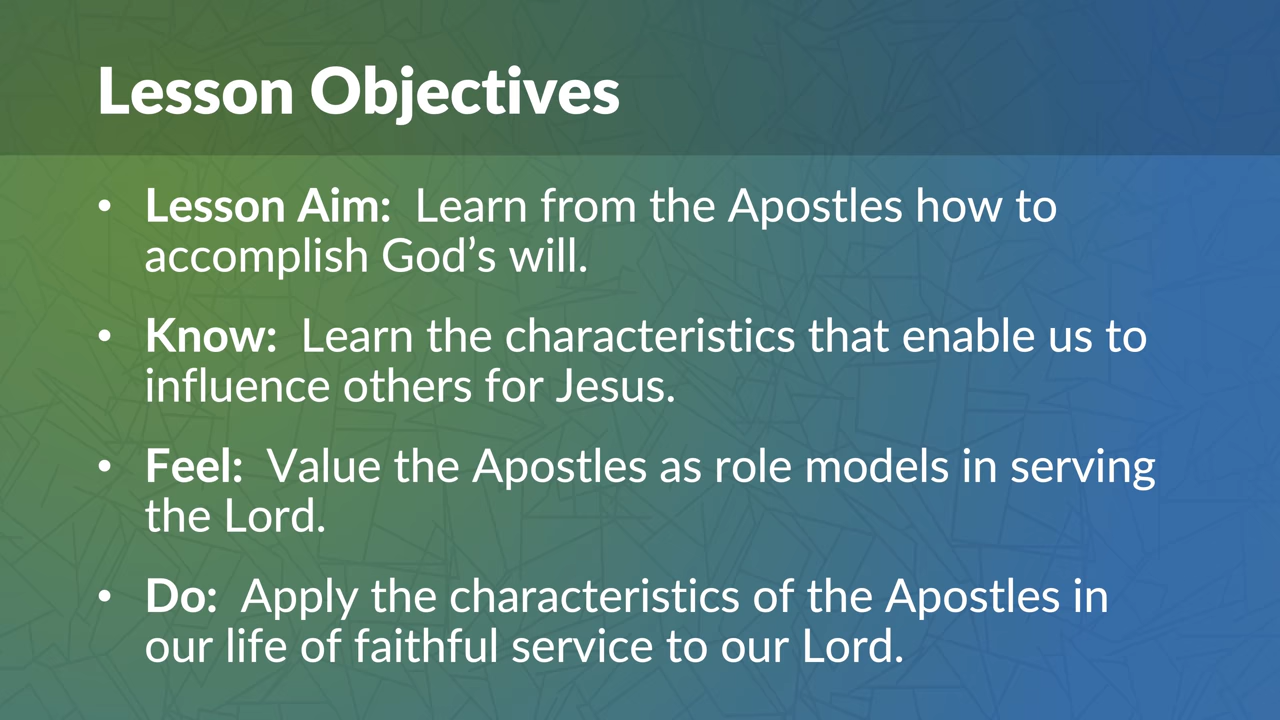 Lesson Objectives
• Lesson Aim:  Learn from the Apostles how to
accomplish God’s will.
• Know:  Learn the characteristics that enable us to
influence others for Jesus.
• Feel:  Value the Apostles as role models in serving
the Lord.
• Do:  Apply the characteristics of the Apostles in
our life of faithful service to our Lord.